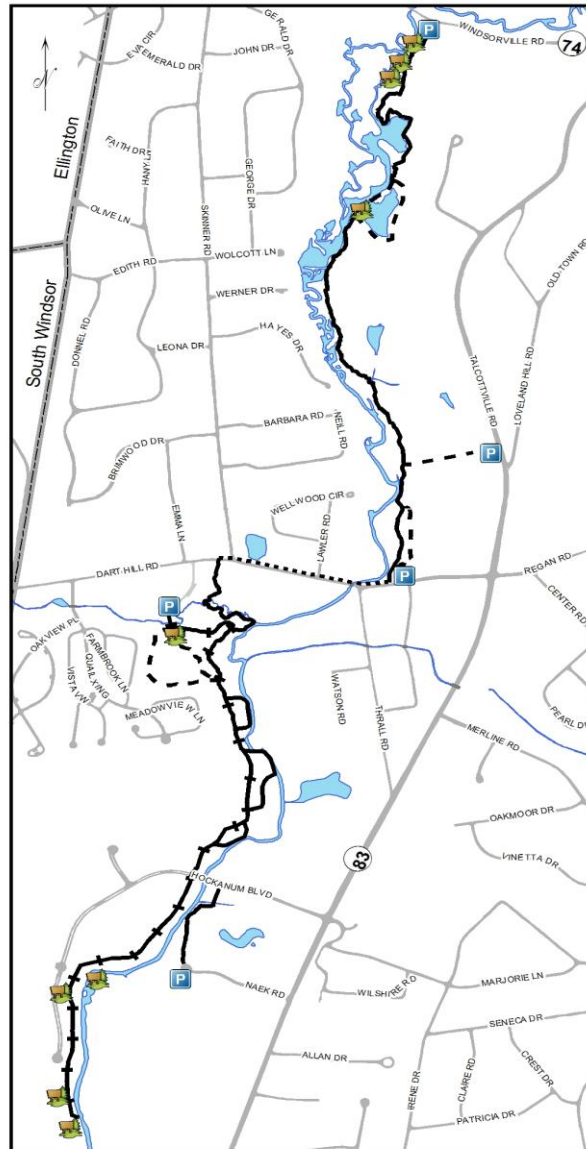 GERALD DR
WINDSORVILLE RD
P
74
EVE CIR
EMERALD DR
JOHN DR
N
Ellington
FAITH DR
HANY LN
GEORGE DR
SKINNER RD
OLIVE LN
EDITH RD
WOLCOTT LN
OLD-TOWN RD
WERNER DR
South Windsor
DONNEL RD
LEONA DR
HAYES DR
TALCOTTVILLE RD
LOVELAND HILL RD
BARBARA RD
NEILL RD
BRIMWOOD DR
P
WELLWOOD CIR
EMMA LN
LAWLER RD
DART HILL RD
P
REGAN RD
P
CENTER RD
OAKVIEW PL
FARMBROOK LN
QUAIL XING
VISTA VW
WATSON RD
THRALL RD
MEADOWVIEW LN
PEARL DR
MERLINE RD
OAKMOOR DR
VINETTA DR
83
HOCKANUM BLVD
P
NAEK RD
WILSHIRE RD
MARJORIE LN
SENECA DR
ALLAN DR
IRENE DR
CLAIRE RD
CREST DR
PATRICIA DR